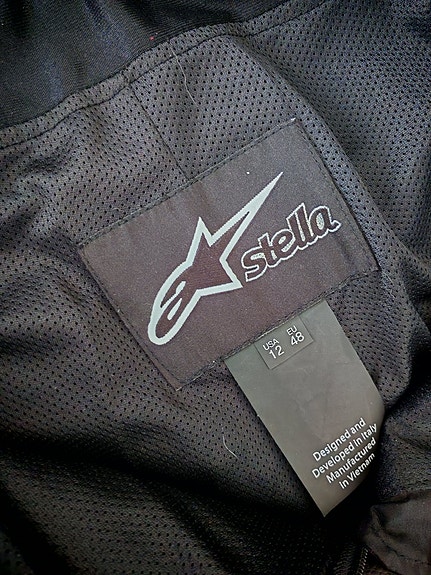 stella
USA EU
12 48
Designed and
Developed in Italy
Manufactured
in Vietnam